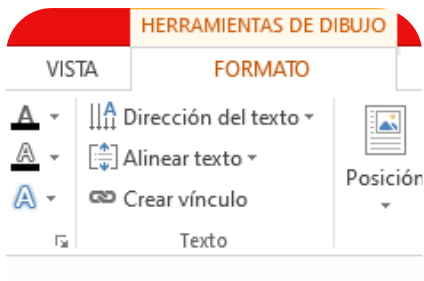 HERRAMIENTAS DE DIBUJO
VISTA FORMATO
A Dirección del texto
A Alinear texto
A Crear vínculo
Posición
Texto